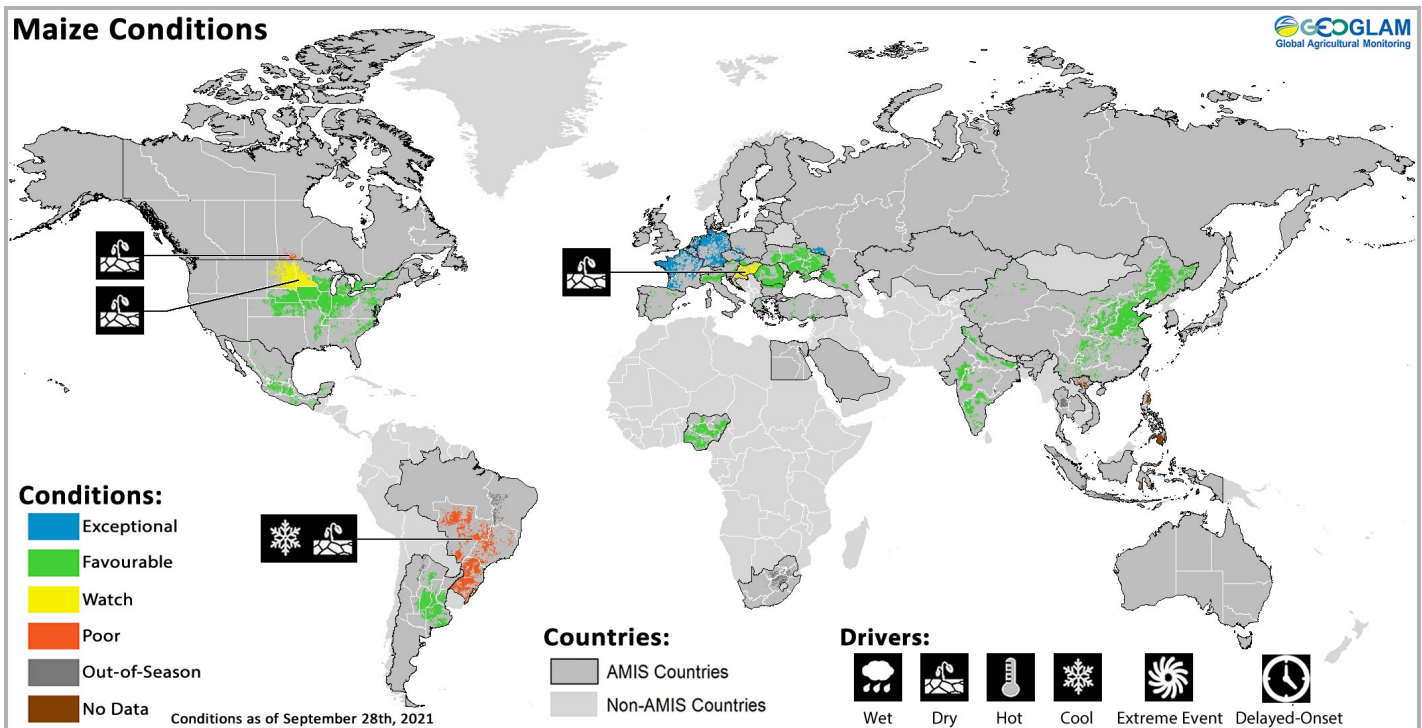 Maize Conditions
GEOGLAM
Global Agricultural Monitoring
Conditions:
Exceptional
Favourable
Watch
Poor
Out-of-Season
No Data
Conditions as of September 28th, 2021
Countries:
AMIS Countries
Non-AMIS Countries
Drivers:
Wet
Dry
Hot
Cool
Extreme Event
Delayed-Onset